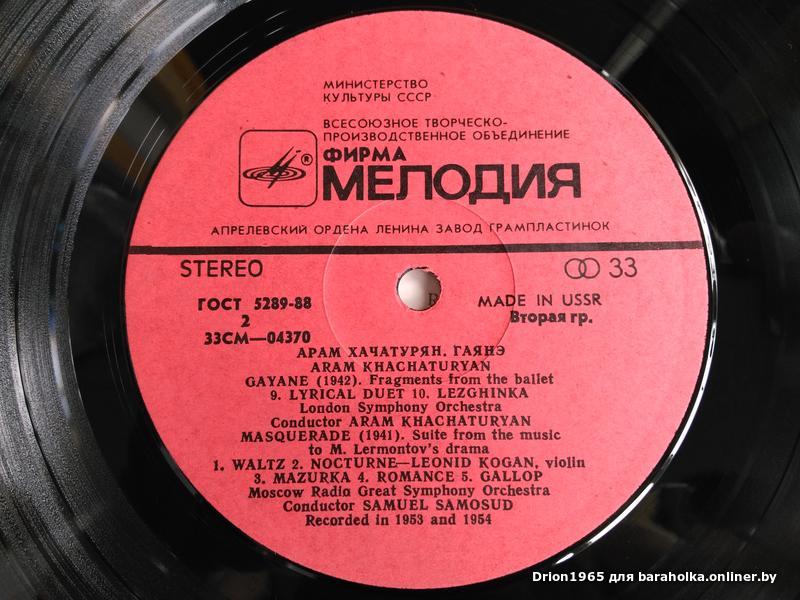 МИНИСТЕРСТВО
КУЛЬТУРЫ СССР
ВСЕСОЮЗНОЕ ТВОРЧЕСКО-
ПРОИЗВОДСТВЕННОЕ ОБЪЕДИНЕНИЕ
ФИРМА
®
МЕЛОДИЯ
АПРЕЛЕВСКИЙ ОРДЕНА ЛЕНИНА ЗАВОД ГРАМПЛАСТИНОК
STEREO
33
ГОСТ 5289-88
MADE IN USSR
2
Вторая гр.
33СМ—04370
АРАМ ХАЧАТУРЯН. ГАЯНЭ
ARAM KHACHATURYAN
GAYANE (1942). Fragments from the ballet
9. LYRICAL DUET 10. LEZGHINKA
London Symphony Orchestra
Conductor ARAM KHACHATURYAN
MASQUERADE (1941). Suite from the music
to M. Lermontov's drama
1. WALTZ 2. NOCTURNE—LEONID KOGAN, violin
3. MAZURKA 4. ROMANCE 5. GALLOP
Moscow Radio Great Symphony Orchestra
Conductor SAMUEL SAMOSUD
Recorded in 1953 and 1954
Drion1965 для baraholka.onliner.by